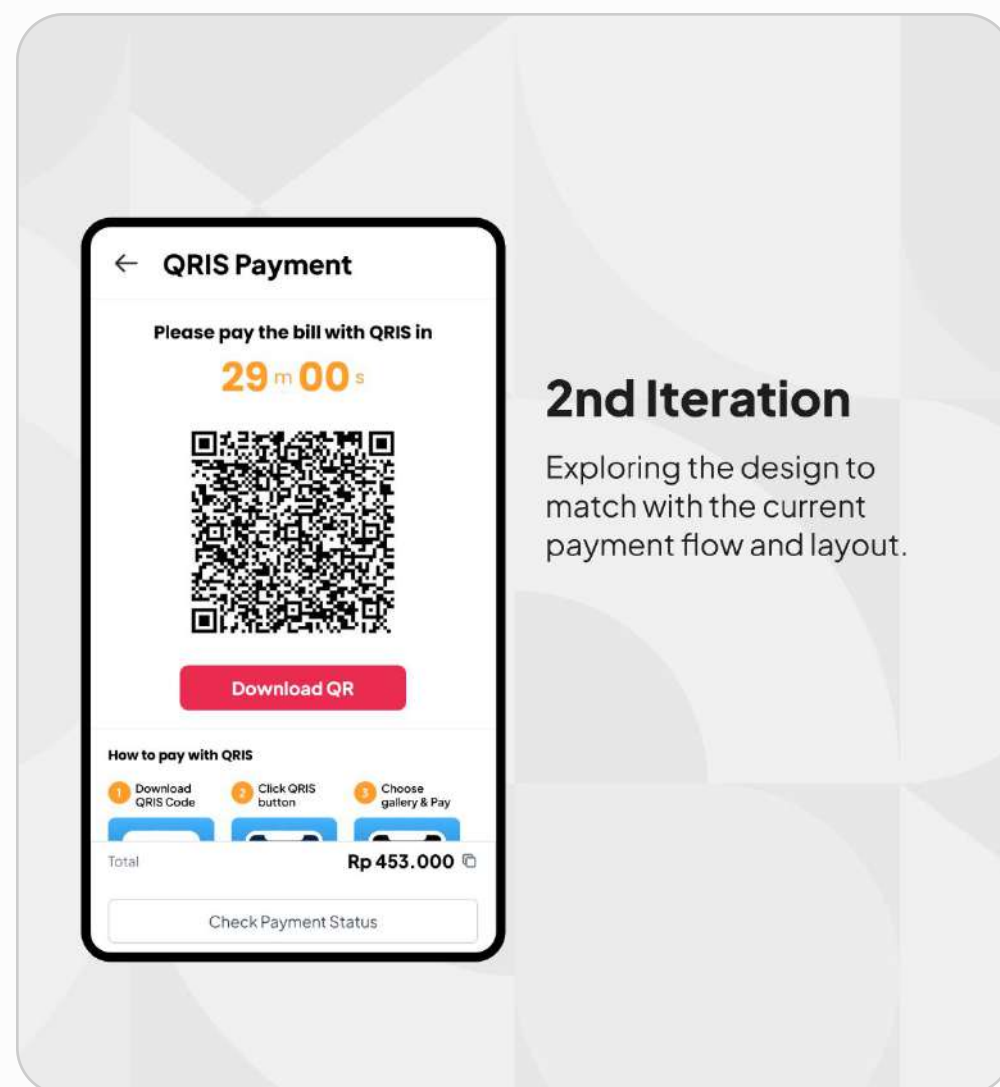 QRIS Payment
Please pay the bill with QRIS in
29 m 00 s
Download QR
How to pay with QRIS
1 Download QRIS Code
2 Click QRIS button
3 Choose gallery & Pay
Total Rp 453.000
Check Payment Status
2nd Iteration
Exploring the design to
match with the current
payment flow and layout.